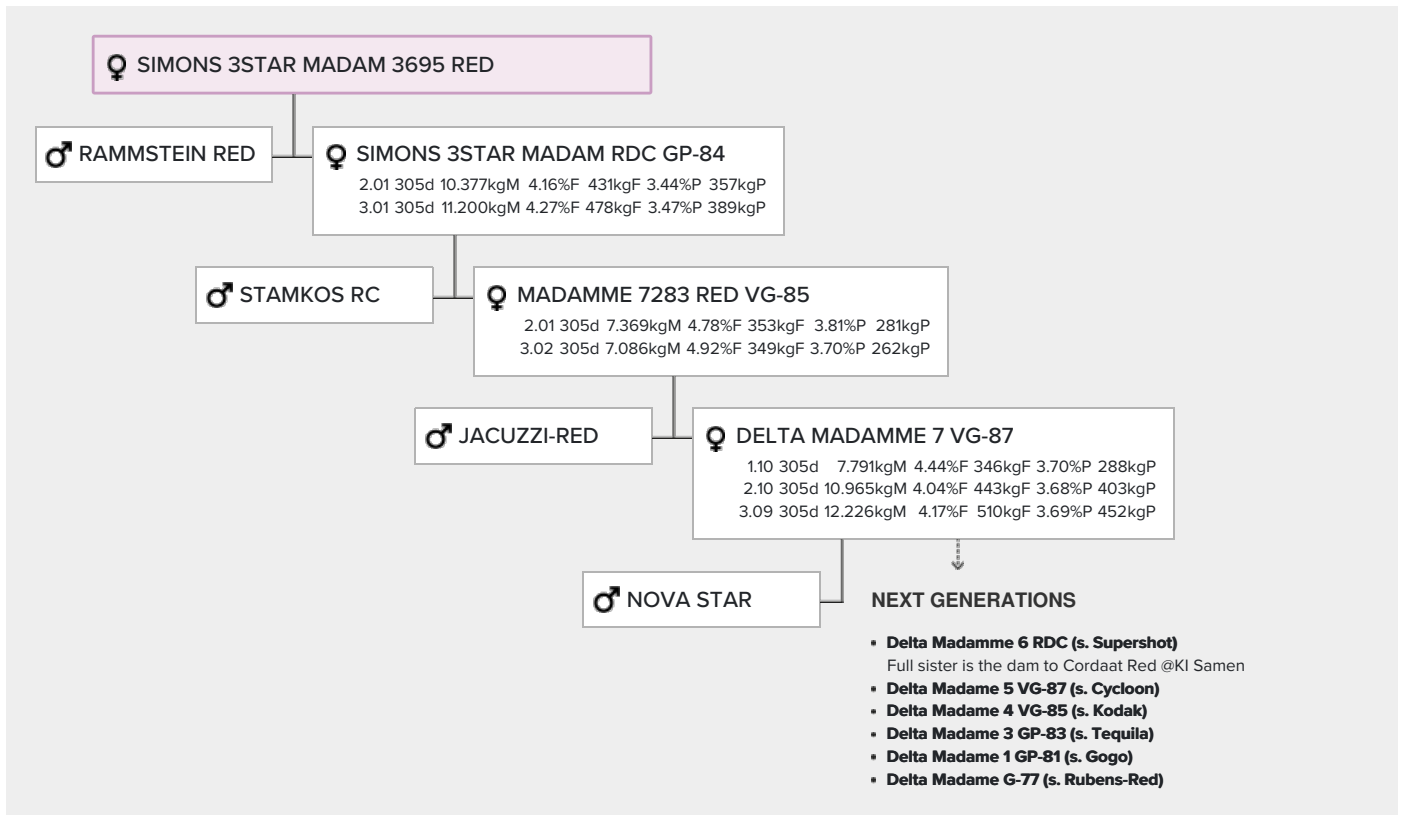 SIMONS 3STAR MADAM 3695 RED
RAMMSTEIN RED
SIMONS 3STAR MADAM RDC GP-84
2.01 305d 10.377kgM 4.16%F 431kgF 3.44%P 357kgP
3.01 305d 11.200kgM 4.27%F 478kgF 3.47%P 389kgP
STAMKOS RC
MADAMME 7283 RED VG-85
2.01 305d 7.369kgM 4.78%F 353kgF 3.81%P 281kgP
3.02 305d 7.086kgM 4.92%F 349kgF 3.70%P 262kgP
JACUZZI-RED
DELTA MADAMME 7 VG-87
1.10 305d 7.791kgM 4.44%F 346kgF 3.70%P 288kgP
2.10 305d 10.965kgM 4.04%F 443kgF 3.68%P 403kgP
3.09 305d 12.226kgM 4.17%F 510kgF 3.69%P 452kgP
NOVA STAR
NEXT GENERATIONS
• Delta Madamme 6 RDC (s. Supershot)
Full sister is the dam to Cordaat Red @KI Samen
• Delta Madame 5 VG-87 (s. Cycloon)
• Delta Madame 4 VG-85 (s. Kodak)
• Delta Madame 3 GP-83 (s. Tequila)
• Delta Madame 1 GP-81 (s. Gogo)
• Delta Madame G-77 (s. Rubens-Red)